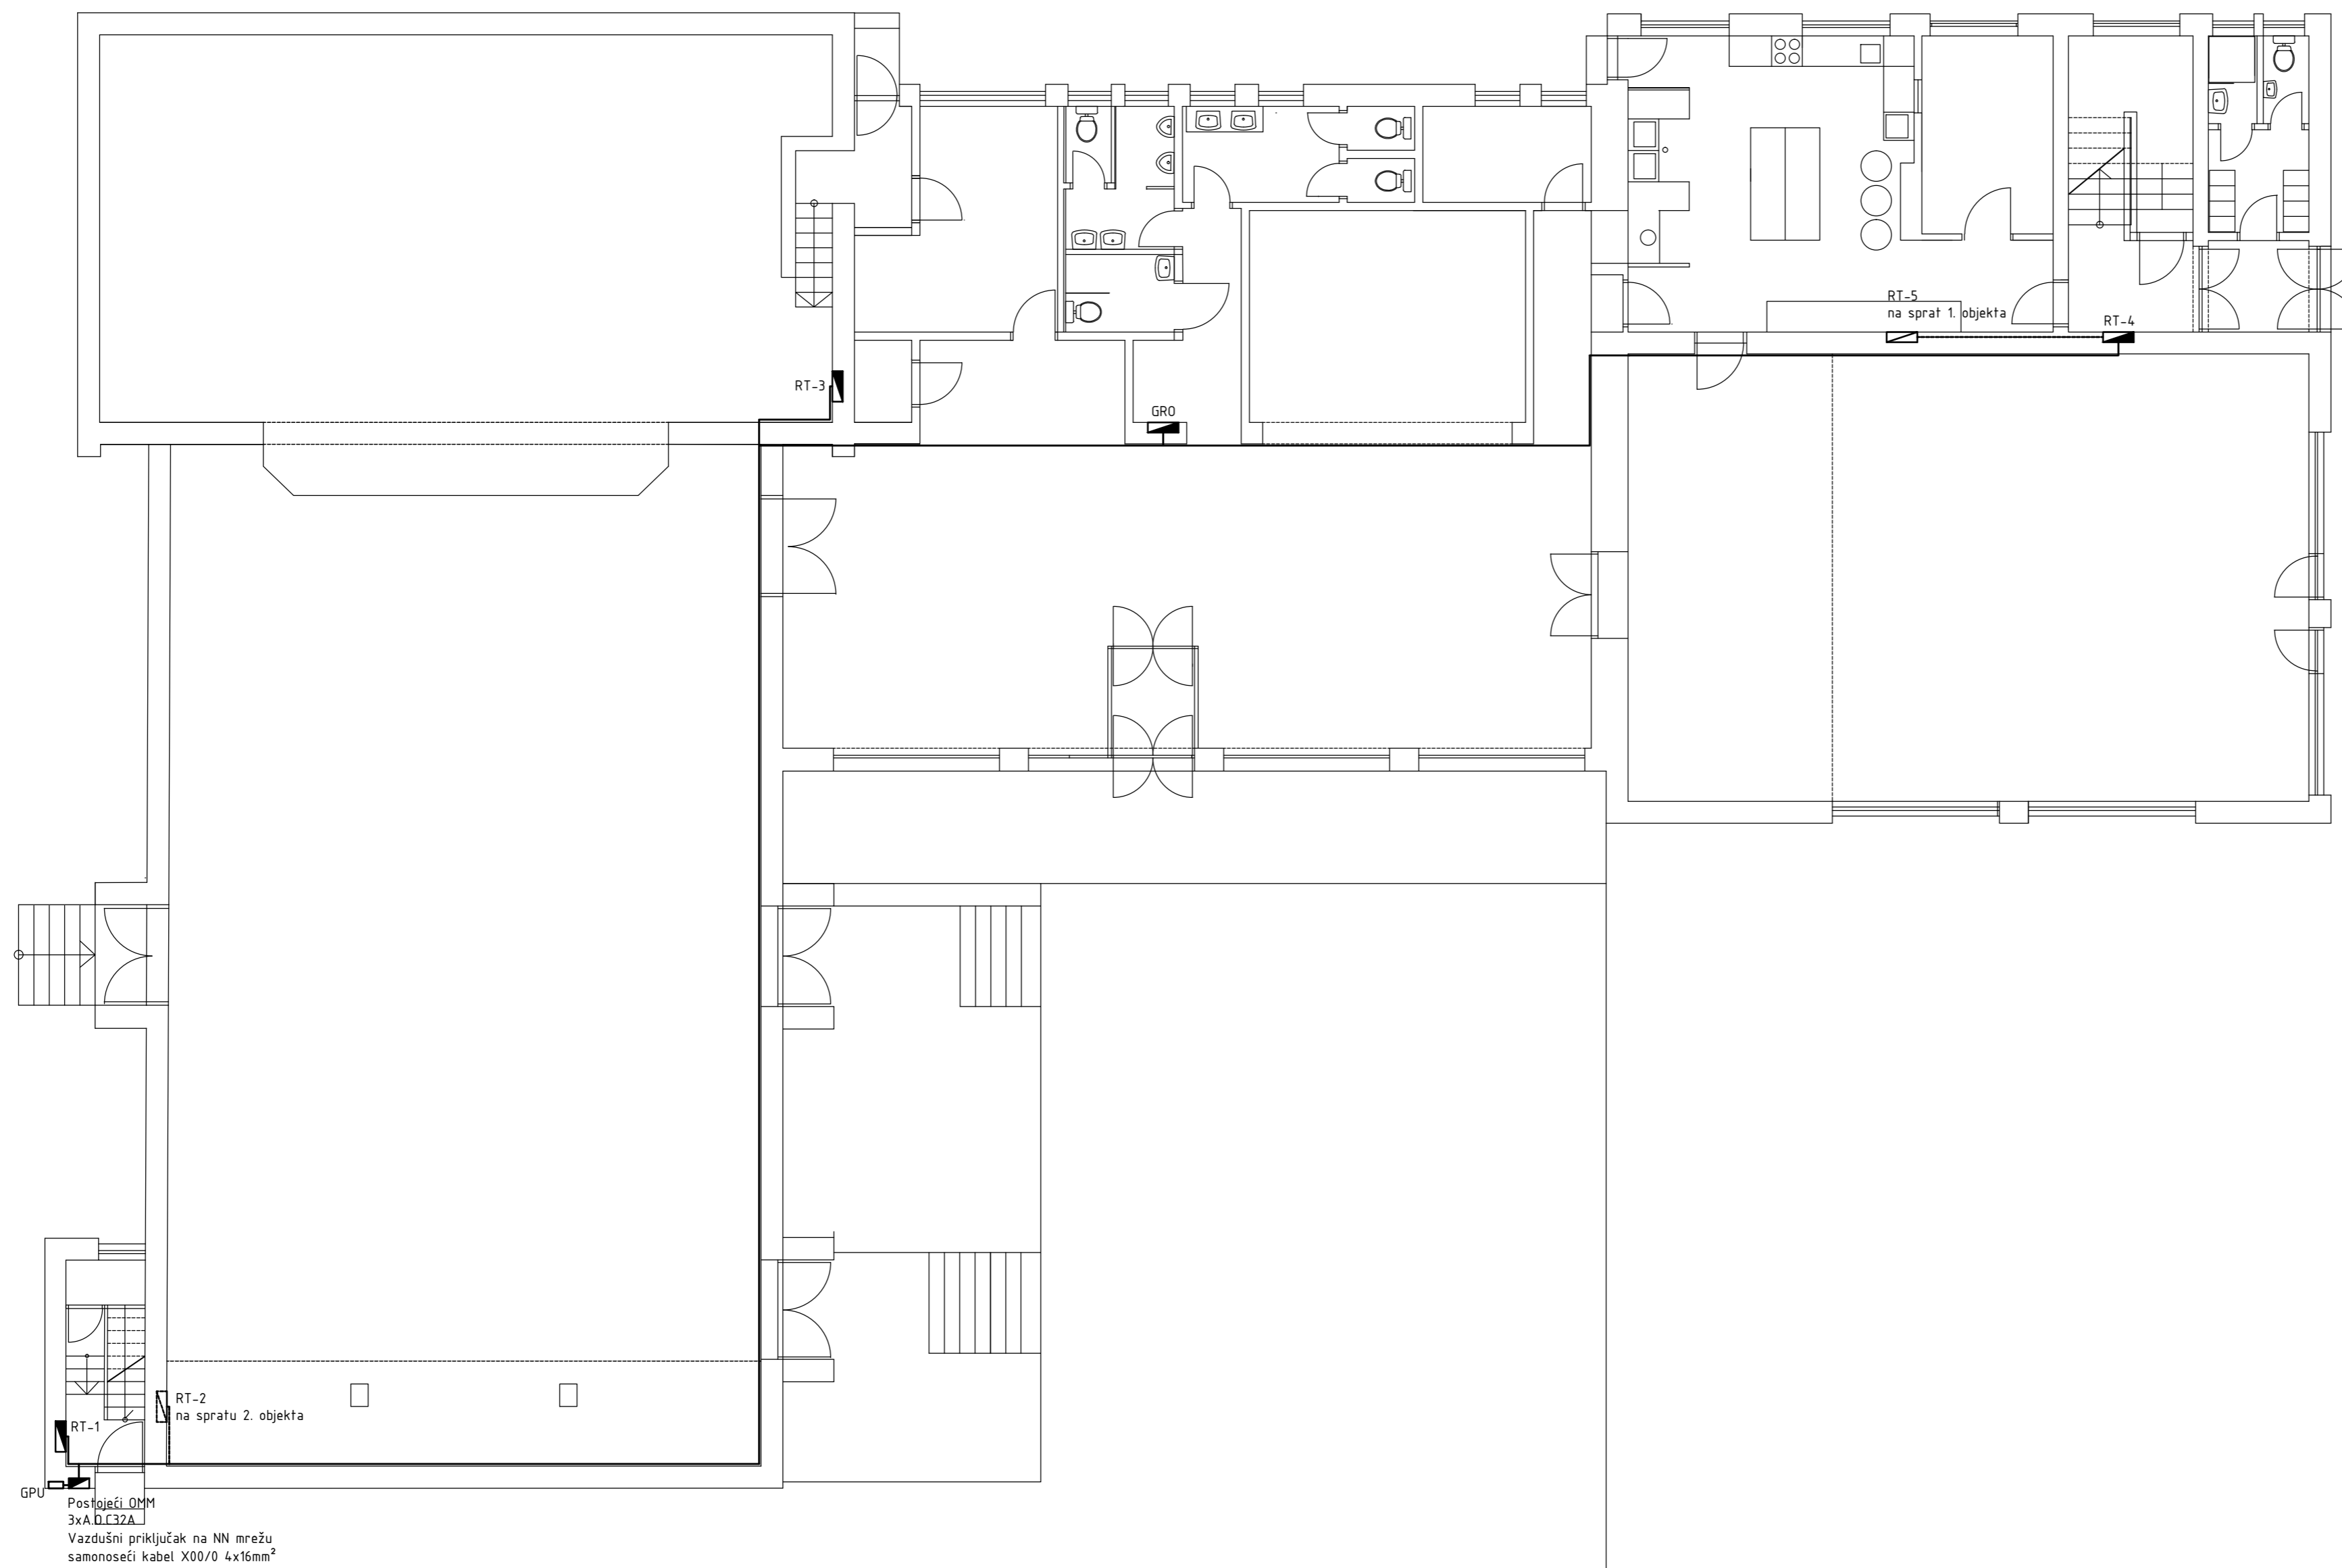 RT-5
na sprat 1. objekta
RT-4
RT-3
GRO
RT-2
na spratu 2. objekta
RT-1
GPU
Postojeći OMM
3xA.O.C32A
Vazdušni priključak na NN mrežu
samonoseći kabel X00/0 4x16mm²